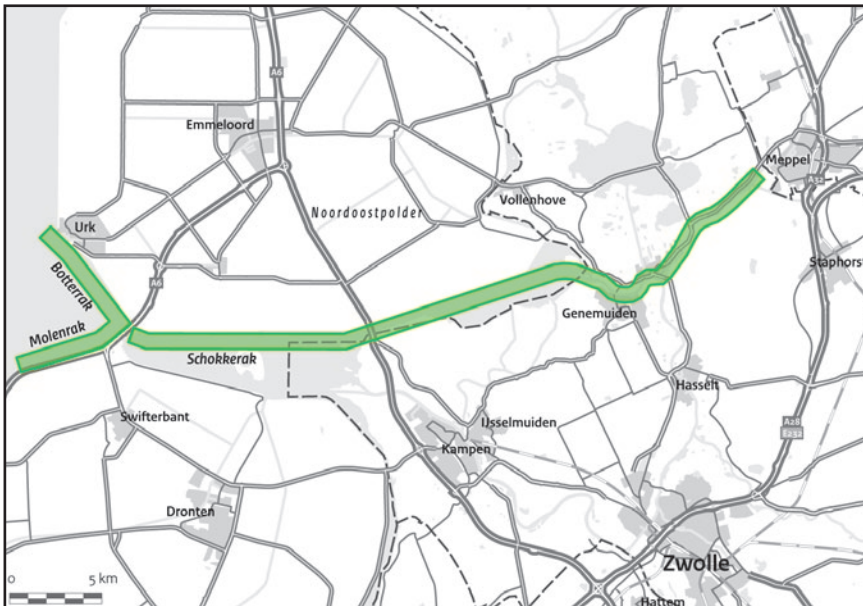 A6
Emmeloord
Meppel
Noordoostpolder
Vollenhove
Urk
Staphorst
Botterrak
A6
Genemuiden
Molenrak
Schokkerak
Hasselt
Swifterbant
IJsselmuiden
A28
E232
Kampen
Dronten
Zwolle
0 5 km
Hattem